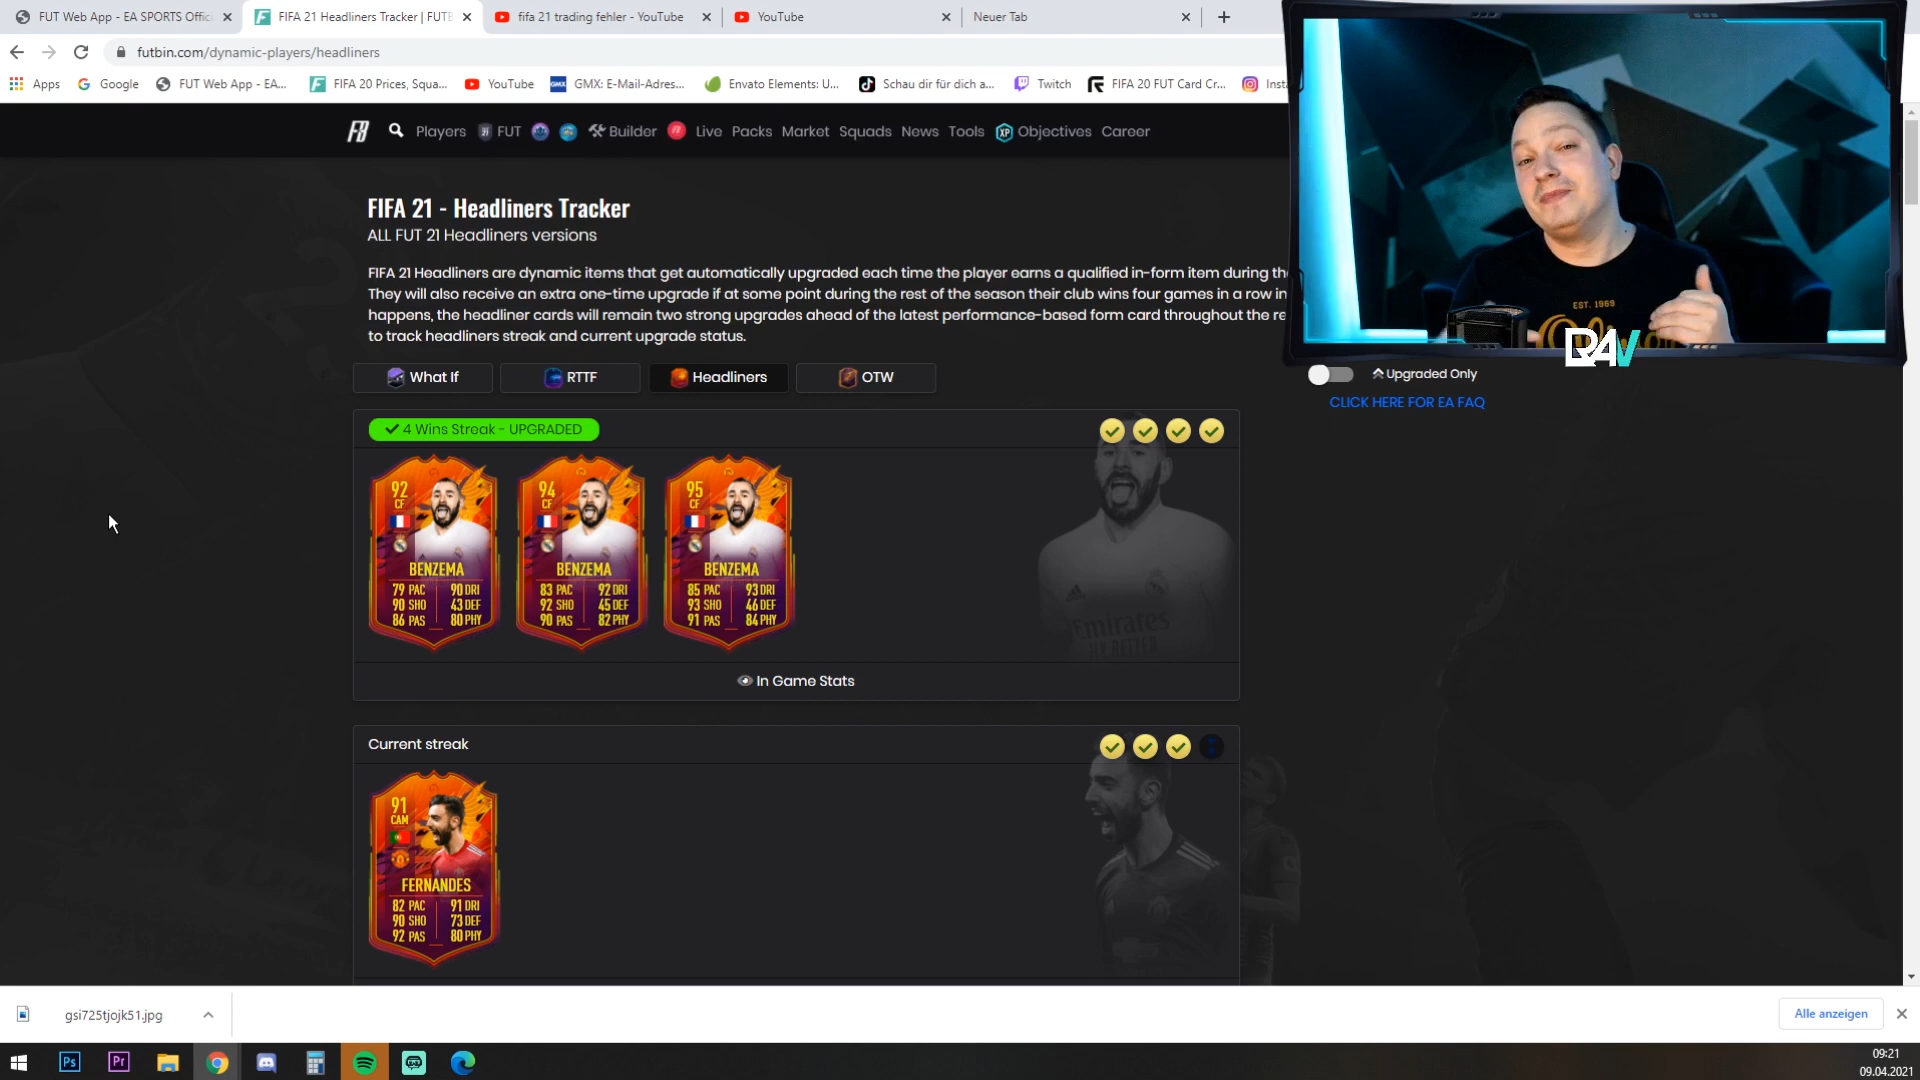 FUT Web App - EA SPORTS Offici
FIFA 21 Headliners Tracker | FUTB
fifa 21 trading fehler - YouTube
YouTube
Neuer Tab
futbin.com/dynamic-players/headliners
Apps
Google
FUT Web App - EA...
FIFA 20 Prices, Squa...
YouTube
GMX
GMX: E-Mail-Adres...
Envato Elements: U...
Schau dir für dich a...
Twitch
FIFA 20 FUT Card Cr...
Inst
Players FUT Builder Live Packs Market Squads News Tools XP Objectives Career
FIFA 21 - Headliners Tracker
ALL FUT 21 Headliners versions
FIFA 21 Headliners are dynamic items that get automatically upgraded each time the player earns a qualified in-form item during th
They will also receive an extra one-time upgrade if at some point during the rest of the season their club wins four games in a row in
happens, the headliner cards will remain two strong upgrades ahead of the latest performance-based form card throughout the re
to track headliners streak and current upgrade status.
EST. 1969
DR4V
What If
RTTF
Headliners
OTW
Upgraded Only
CLICK HERE FOR EA FAQ
4 Wins Streak - UPGRADED
92
CF
BENZEMA
79 PAC 90 DRI
90 SHO 43 DEF
86 PAS 80 PHY
94
CF
BENZEMA
83 PAC 92 DRI
92 SHO 45 DEF
90 PAS 82 PHY
95
CF
BENZEMA
85 PAC 93 DRI
93 SHO 46 DEF
91 PAS 84 PHY
Emirates
In Game Stats
Current streak
91
CAM
FERNANDES
82 PAC 91 DRI
90 SHO 73 DEF
92 PAS 80 PHY
gsi725tjojk51.jpg
Alle anzeigen
Ps
Pr
09:21
09.04.2021